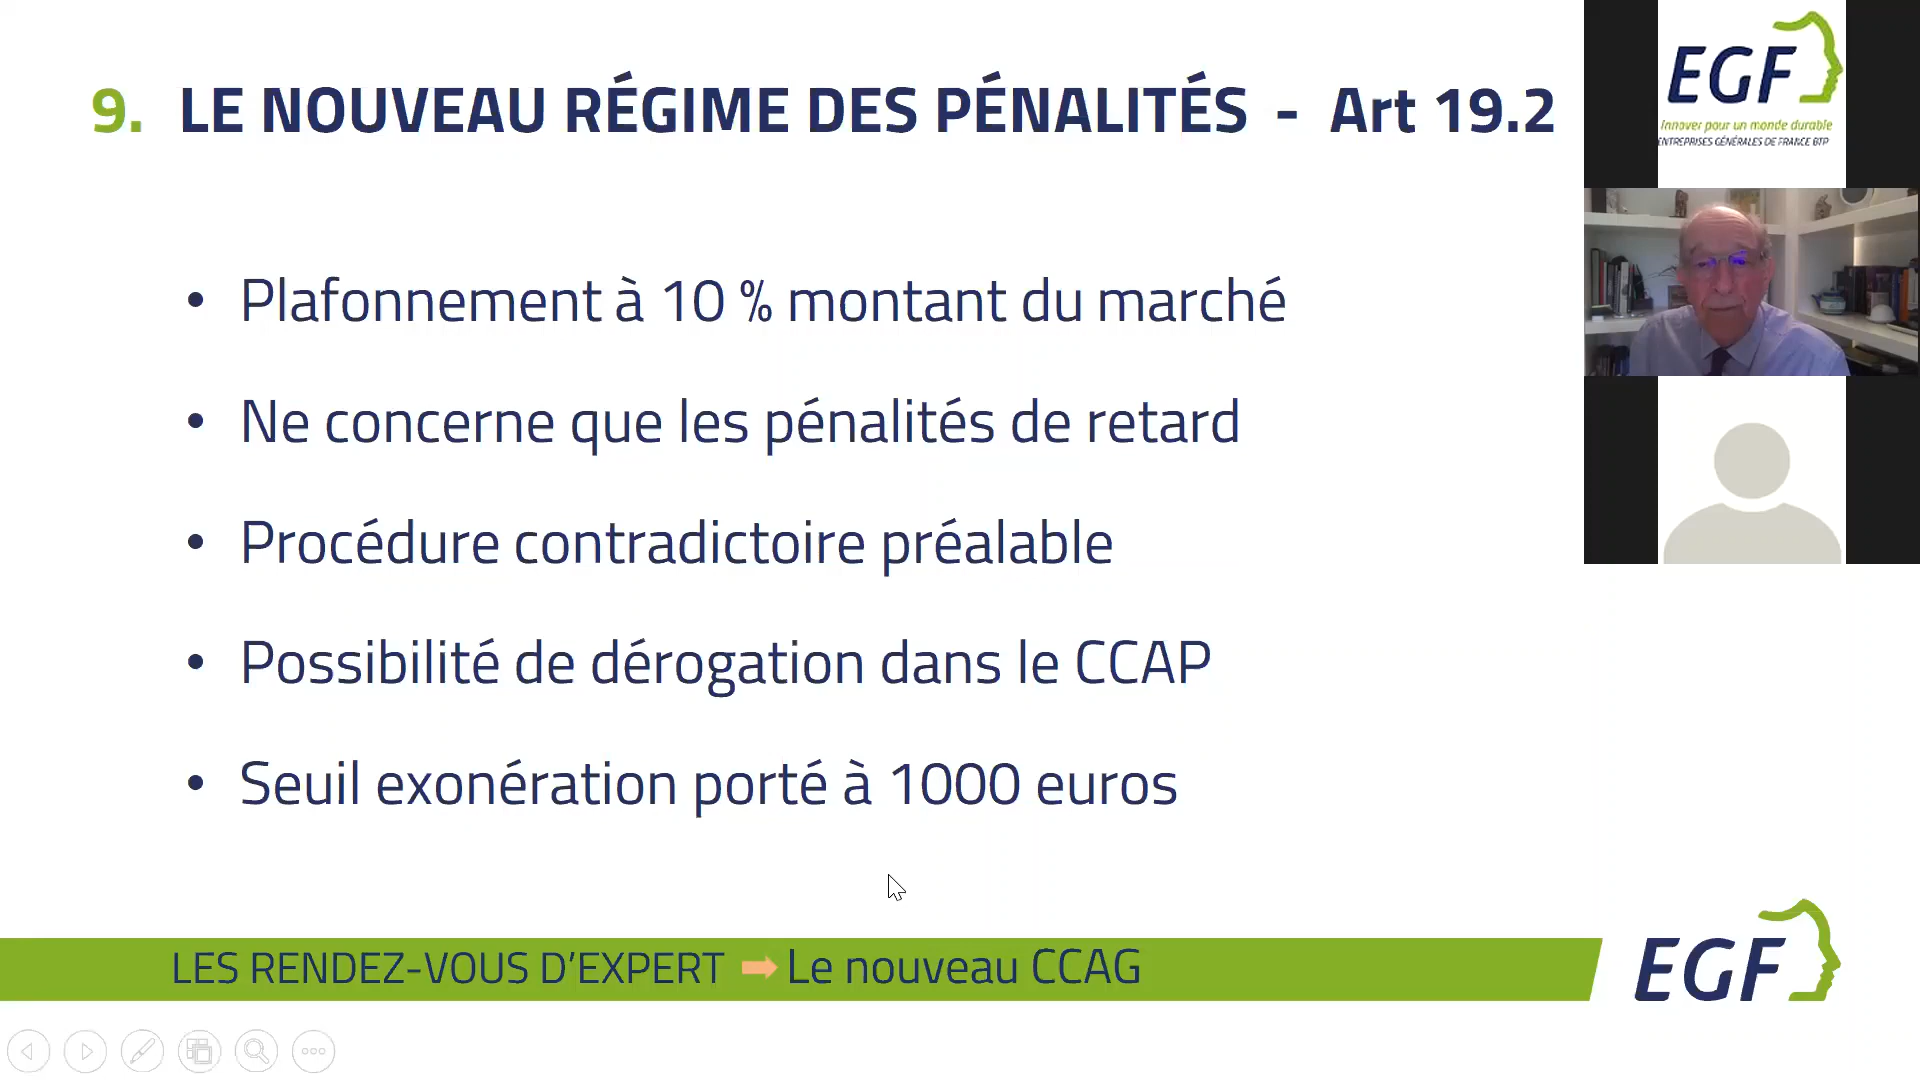 9. LE NOUVEAU RÉGIME DES PÉNALITÉS - Art 19.2
• Plafonnement à 10 % montant du marché
• Ne concerne que les pénalités de retard
• Procédure contradictoire préalable
• Possibilité de dérogation dans le CCAP
• Seuil exonération porté à 1000 euros
LES RENDEZ-VOUS D'EXPERT ➡ Le nouveau CCAG
EGF
EGF
Innover pour un monde durable
ENTREPRISES GÉNÉRALES DE FRANCE BTP